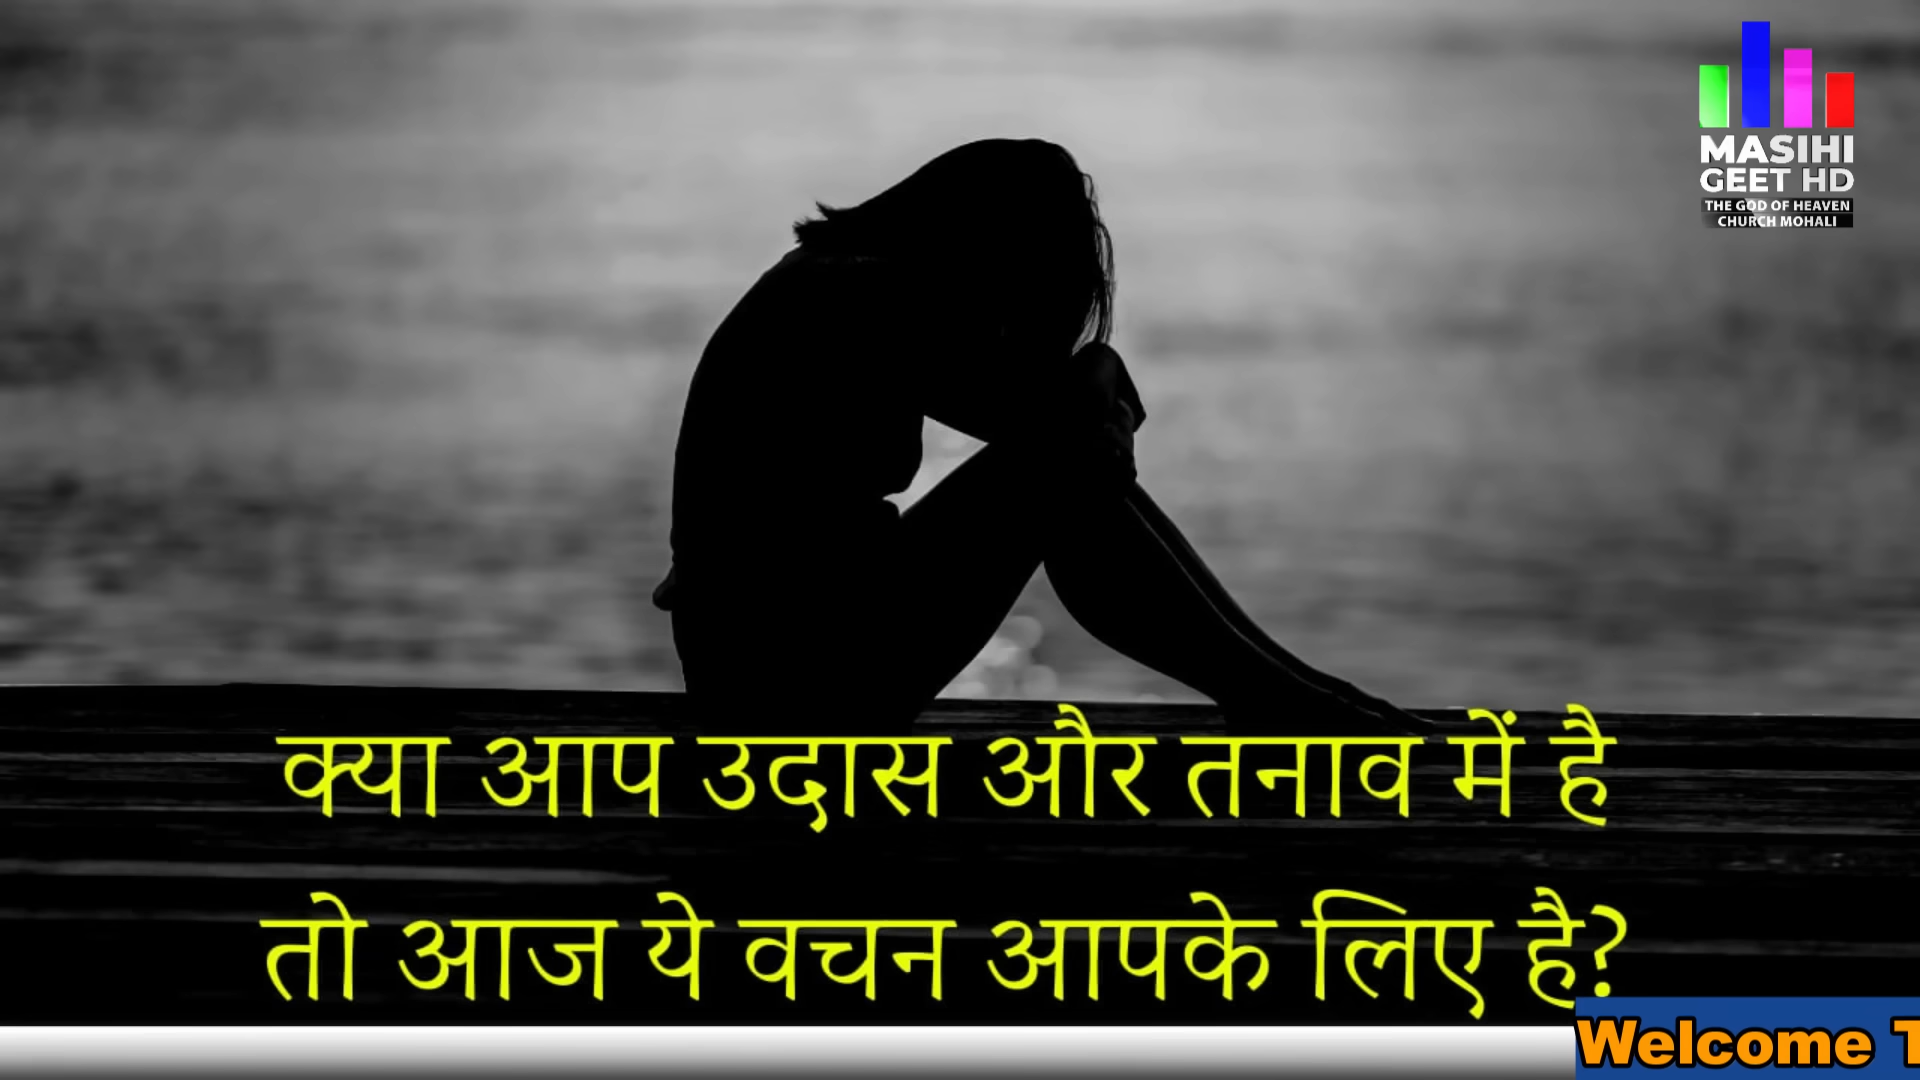 MASIHI
GEET HD
THE GOD OF HEAVEN
CHURCH MOHALI
क्या आप उदास और तनाव में है
तो आज ये वचन आपके लिए है?
Welcome